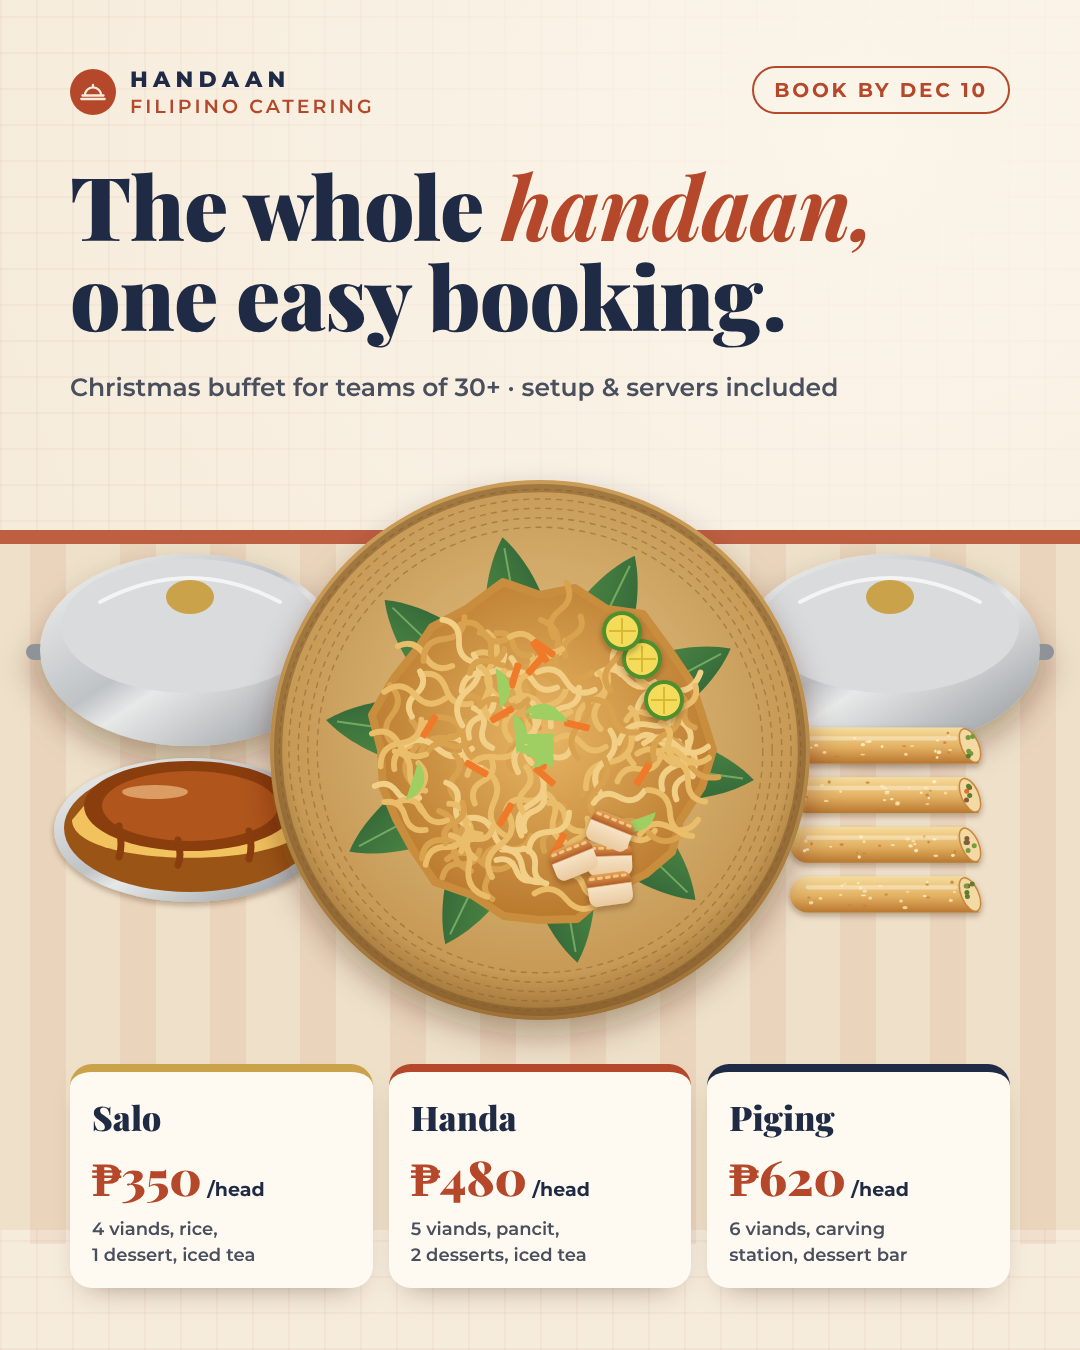 HANDAAN
FILIPINO CATERING
BOOK BY DEC 10
The whole handaan,
one easy booking.
Christmas buffet for teams of 30+ · setup & servers included
Salo
₱350 /head
4 viands, rice,
1 dessert, iced tea
Handa
₱480 /head
5 viands, pancit,
2 desserts, iced tea
Piging
₱620 /head
6 viands, carving
station, dessert bar